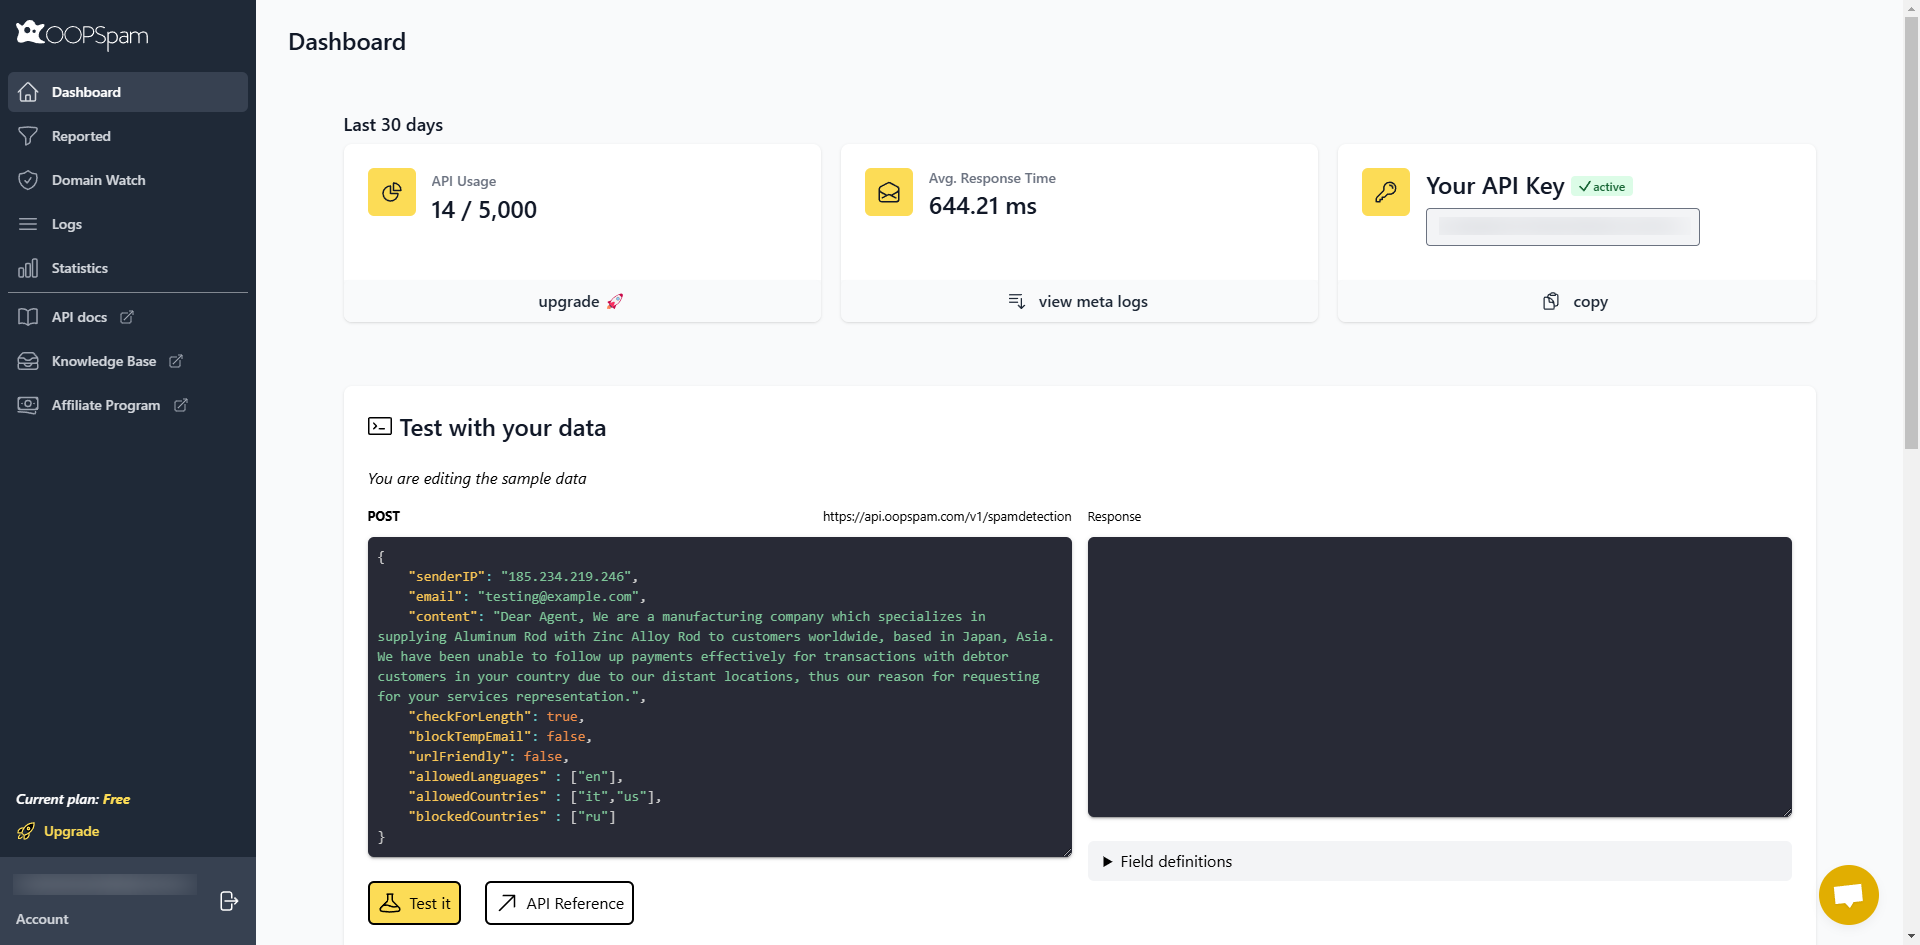 OOPSpam
Dashboard
Reported
Domain Watch
Logs
Statistics
API docs
Knowledge Base
Affiliate Program
Current plan: Free
Upgrade
Account
Dashboard
Last 30 days
API Usage
14 / 5,000
upgrade 🚀
Avg. Response Time
644.21 ms
view meta logs
Your API Key ✓ active
copy
Test with your data
You are editing the sample data
POST https://api.oopspam.com/v1/spamdetection
{
"senderIP": "185.234.219.246",
"email": "testing@example.com",
"content": "Dear Agent, We are a manufacturing company which specializes in
supplying Aluminum Rod with Zinc Alloy Rod to customers worldwide, based in Japan, Asia.
We have been unable to follow up payments effectively for transactions with debtor
customers in your country due to our distant locations, thus our reason for requesting
for your services representation.",
"checkForLength": true,
"blockTempEmail": false,
"urlFriendly": false,
"allowedLanguages" : ["en"],
"allowedCountries" : ["it","us"],
"blockedCountries" : ["ru"]
}
Test it
API Reference
Response
Field definitions